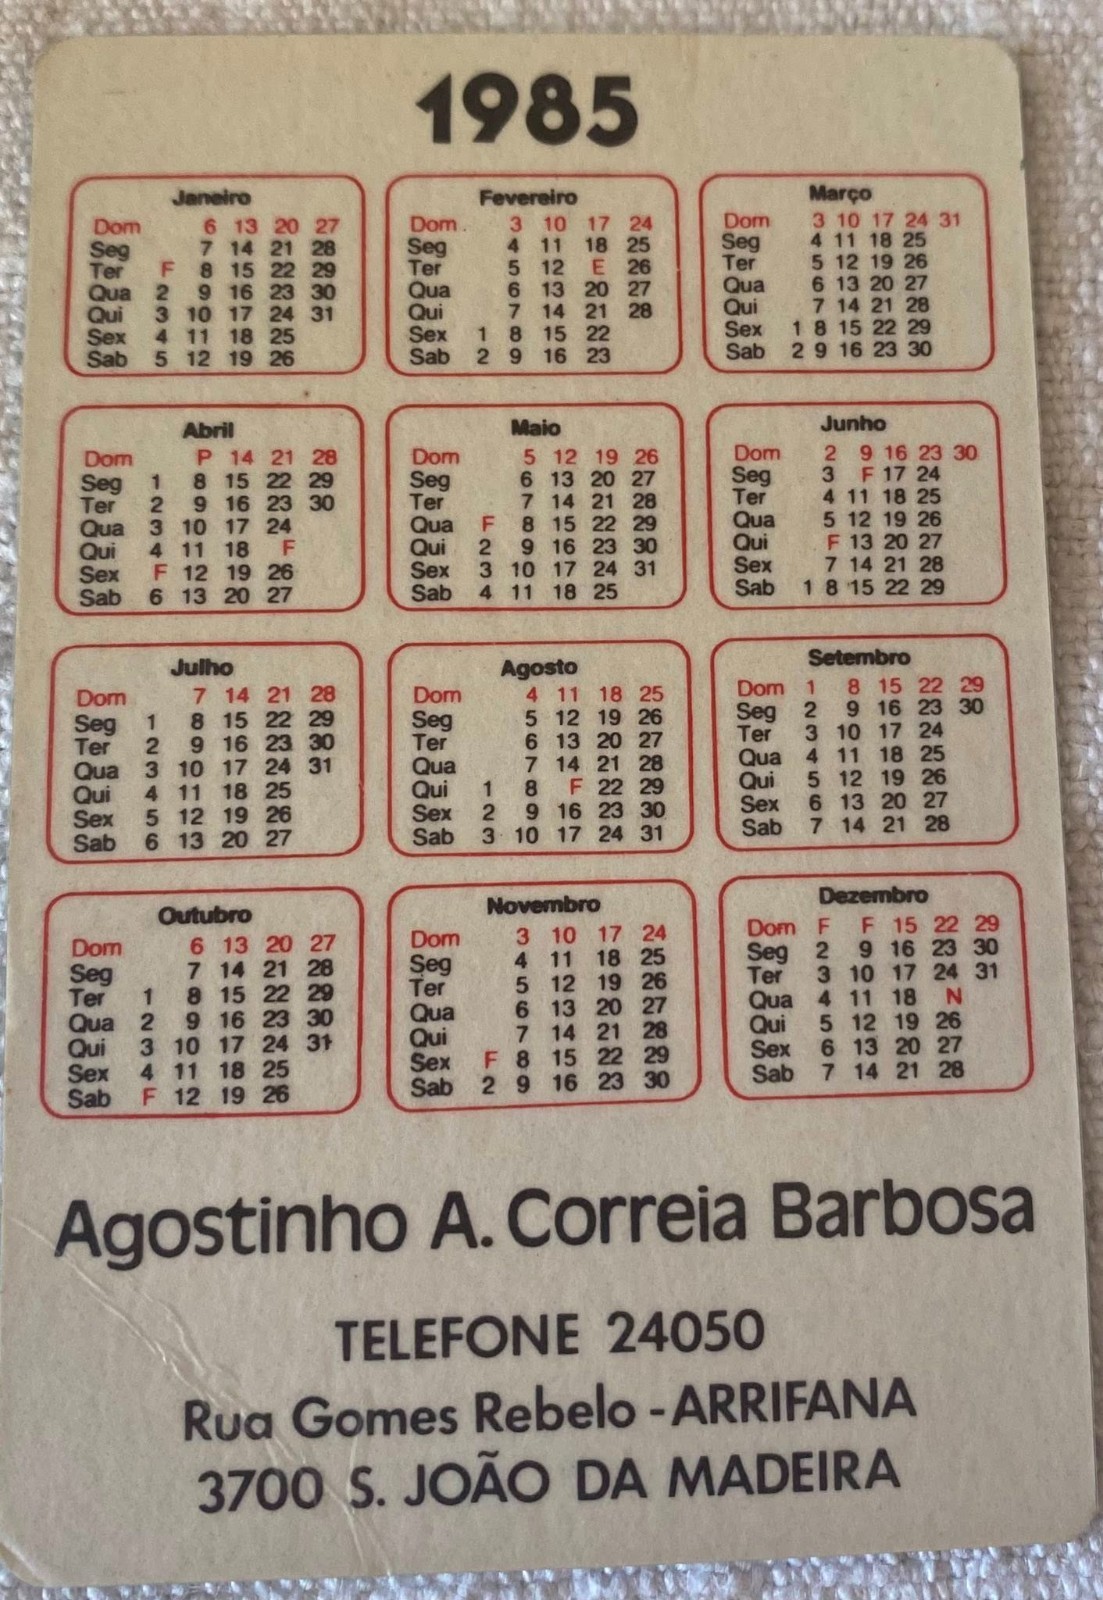 1985
Janeiro
Dom 6 13 20 27
Seg 7 14 21 28
Ter F 8 15 22 29
Qua 2 9 16 23 30
Qui 3 10 17 24 31
Sex 4 11 18 25
Sab 5 12 19 26
Fevereiro
Dom. 3 10 17 24
Seg 4 11 18 25
Ter 5 12 E 26
Qua 6 13 20 27
Qui 7 14 21 28
Sex 1 8 15 22
Sab 2 9 16 23
Março
Dom 3 10 17 24 31
Seg 4 11 18 25
Ter 5 12 19 26
Qua 6 13 20 27
Qui 7 14 21 28
Sex 1 8 15 22 29
Sab 2 9 16 23 30
Abril
Dom P 14 21 28
Seg 1 8 15 22 29
Ter 2 9 16 23 30
Qua 3 10 17 24
Qui 4 11 18 F
Sex F 12 19 26
Sab 6 13 20 27
Maio
Dom 5 12 19 26
Seg 6 13 20 27
Ter 7 14 21 28
Qua F 8 15 22 29
Qui 2 9 16 23 30
Sex 3 10 17 24 31
Sab 4 11 18 25
Junho
Dom 2 9 16 23 30
Seg 3 F 17 24
Ter 4 11 18 25
Qua 5 12 19 26
Qui F 13 20 27
Sex 7 14 21 28
Sab 1 8 15 22 29
Julho
Dom 7 14 21 28
Seg 1 8 15 22 29
Ter 2 9 16 23 30
Qua 3 10 17 24 31
Qui 4 11 18 25
Sex 5 12 19 26
Sab 6 13 20 27
Agosto
Dom 4 11 18 25
Seg 5 12 19 26
Ter 6 13 20 27
Qua 7 14 21 28
Qui 1 8 F 22 29
Sex 2 9 16 23 30
Sab 3 10 17 24 31
Setembro
Dom 1 8 15 22 29
Seg 2 9 16 23 30
Ter 3 10 17 24
Qua 4 11 18 25
Qui 5 12 19 26
Sex 6 13 20 27
Sab 7 14 21 28
Outubro
Dom 6 13 20 27
Seg 7 14 21 28
Ter 1 8 15 22 29
Qua 2 9 16 23 30
Qui 3 10 17 24 31
Sex 4 11 18 25
Sab F 12 19 26
Novembro
Dom 3 10 17 24
Seg 4 11 18 25
Ter 5 12 19 26
Qua 6 13 20 27
Qui 7 14 21 28
Sex F 8 15 22 29
Sab 2 9 16 23 30
Dezembro
Dom F F 15 22 29
Seg 2 9 16 23 30
Ter 3 10 17 24 31
Qua 4 11 18 N
Qui 5 12 19 26
Sex 6 13 20 27
Sab 7 14 21 28
Agostinho A. Correia Barbosa
TELEFONE 24050
Rua Gomes Rebelo - ARRIFANA
3700 S. JOÃO DA MADEIRA